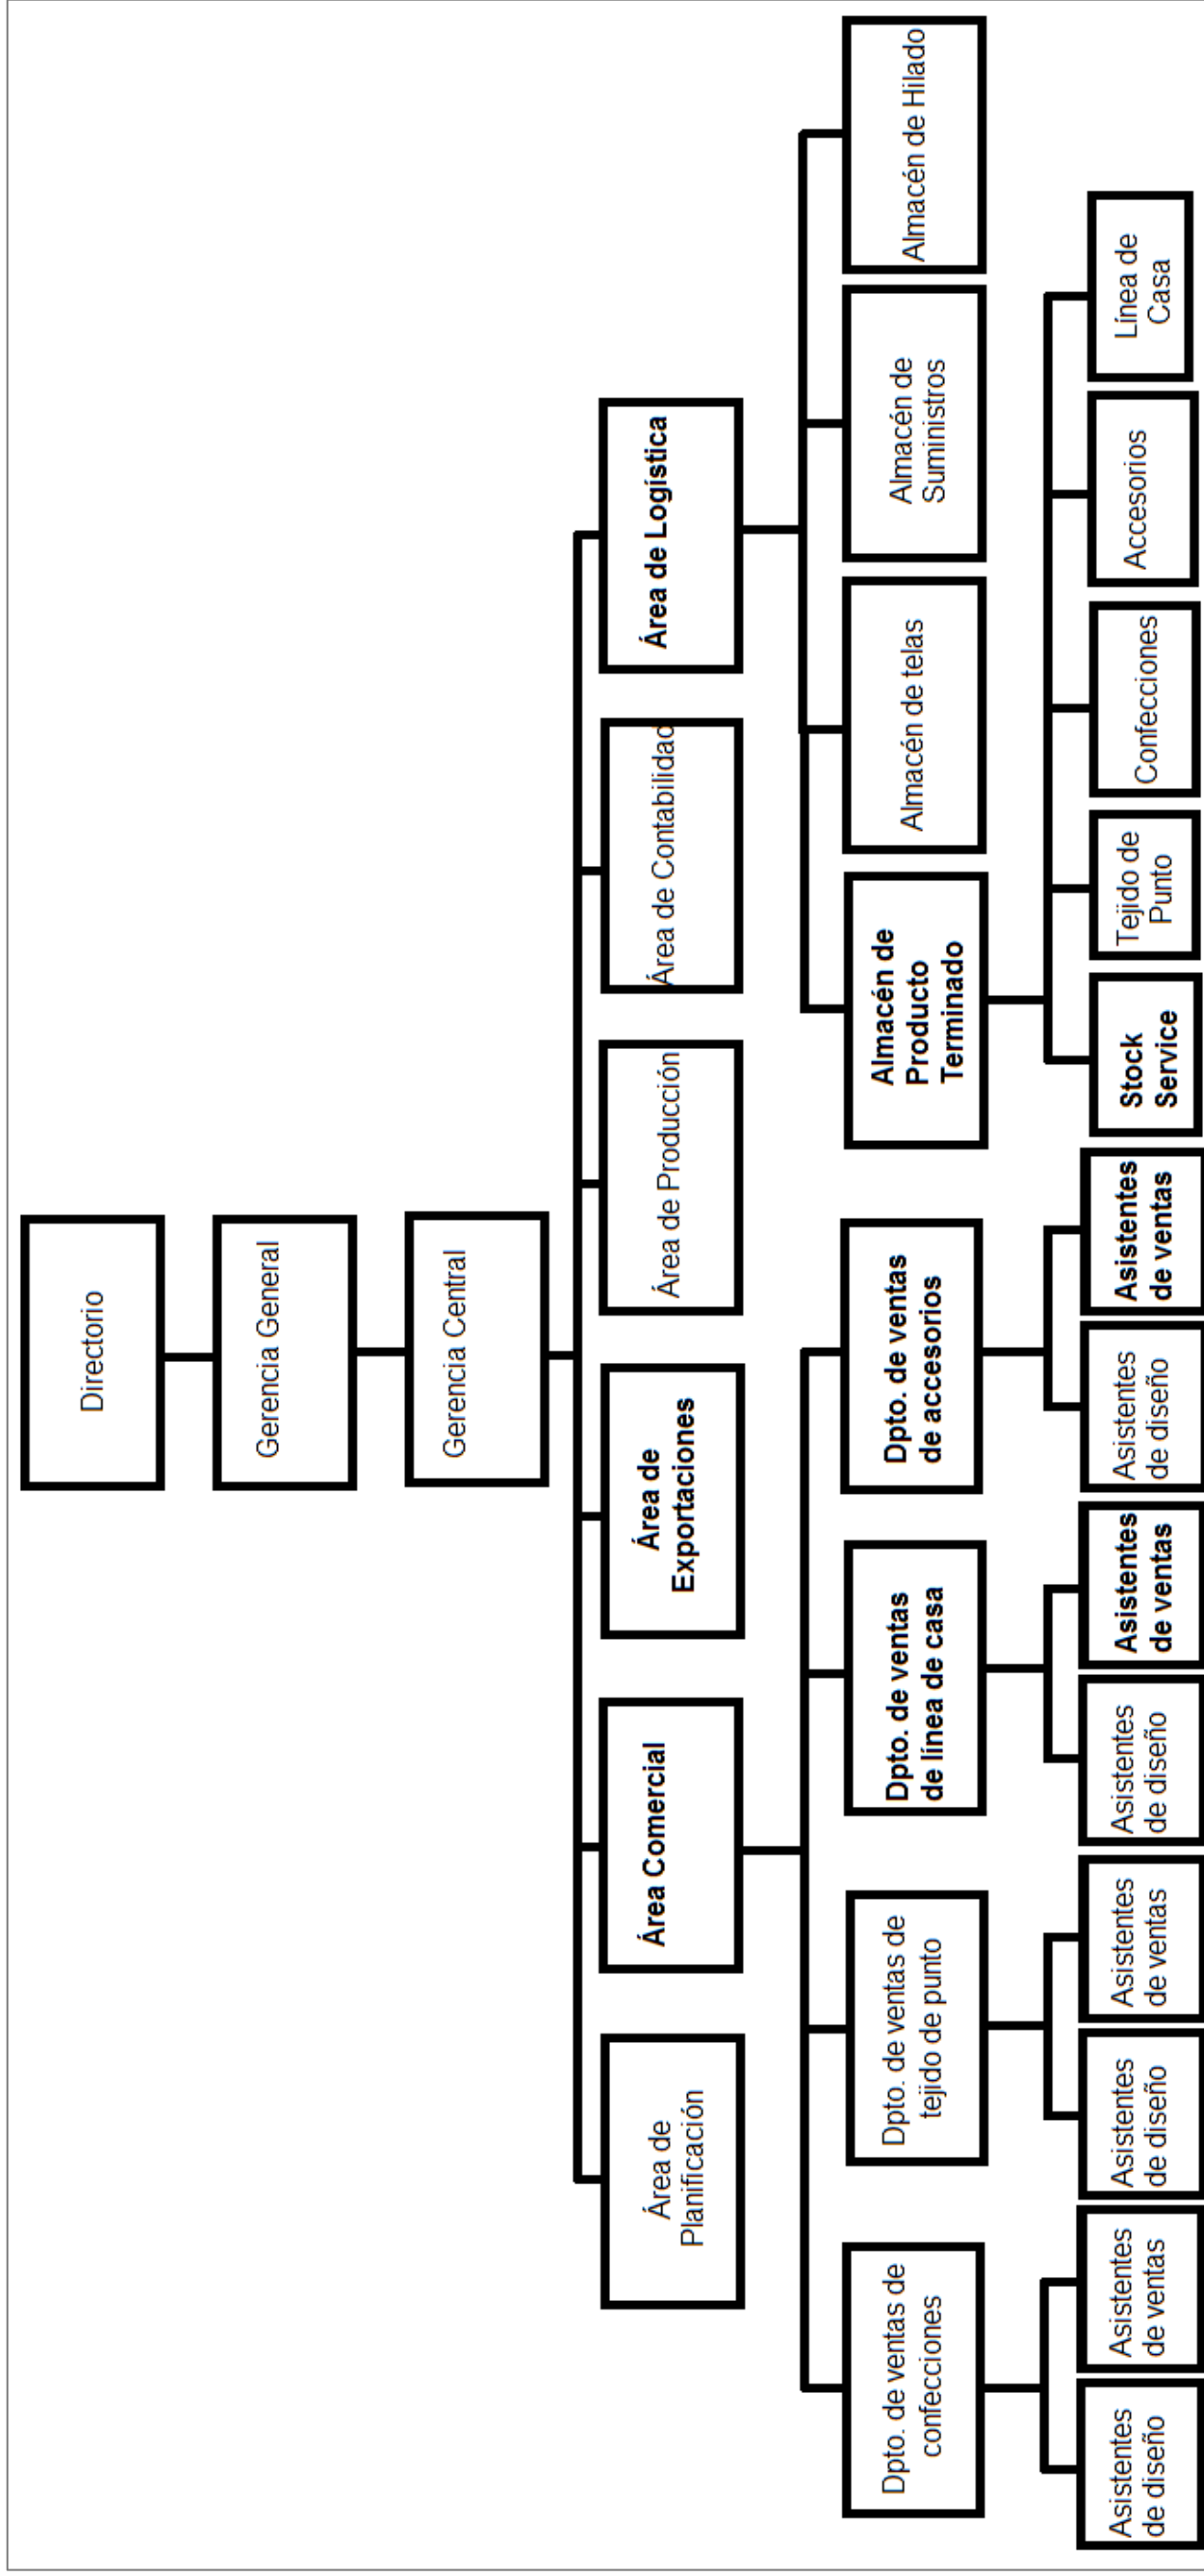 Directorio
Gerencia General
Gerencia Central
Área de
Planificación
Área Comercial
Área de
Exportaciones
Área de Producción
Área de Contabilidad
Área de Logística
Dpto. de ventas de
confecciones
Dpto. de ventas de
tejido de punto
Dpto. de ventas
de línea de casa
Dpto. de ventas
de accesorios
Almacén de
Producto
Terminado
Almacén de telas
Almacén de
Suministros
Almacén de Hilado
Asistentes
de diseño
Asistentes
de ventas
Asistentes
de diseño
Asistentes
de ventas
Asistentes
de diseño
Asistentes
de ventas
Asistentes
de diseño
Asistentes
de ventas
Stock
Service
Tejido de
Punto
Confecciones
Accesorios
Línea de
Casa